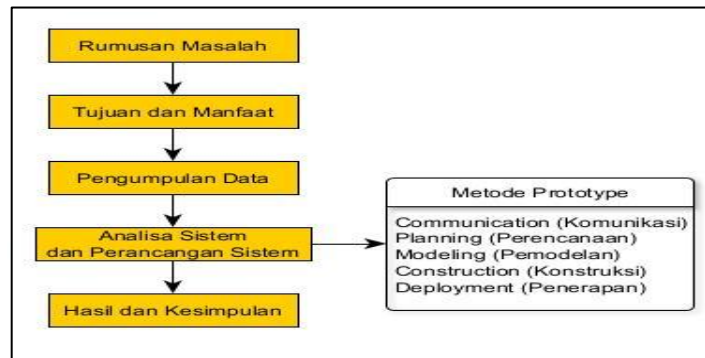 Rumusan Masalah
Tujuan dan Manfaat
Pengumpulan Data
Analisa Sistem
dan Perancangan Sistem
Hasil dan Kesimpulan
Metode Prototype
Communication (Komunikasi)
Planning (Perencanaan)
Modeling (Pemodelan)
Construction (Konstruksi)
Deployment (Penerapan)